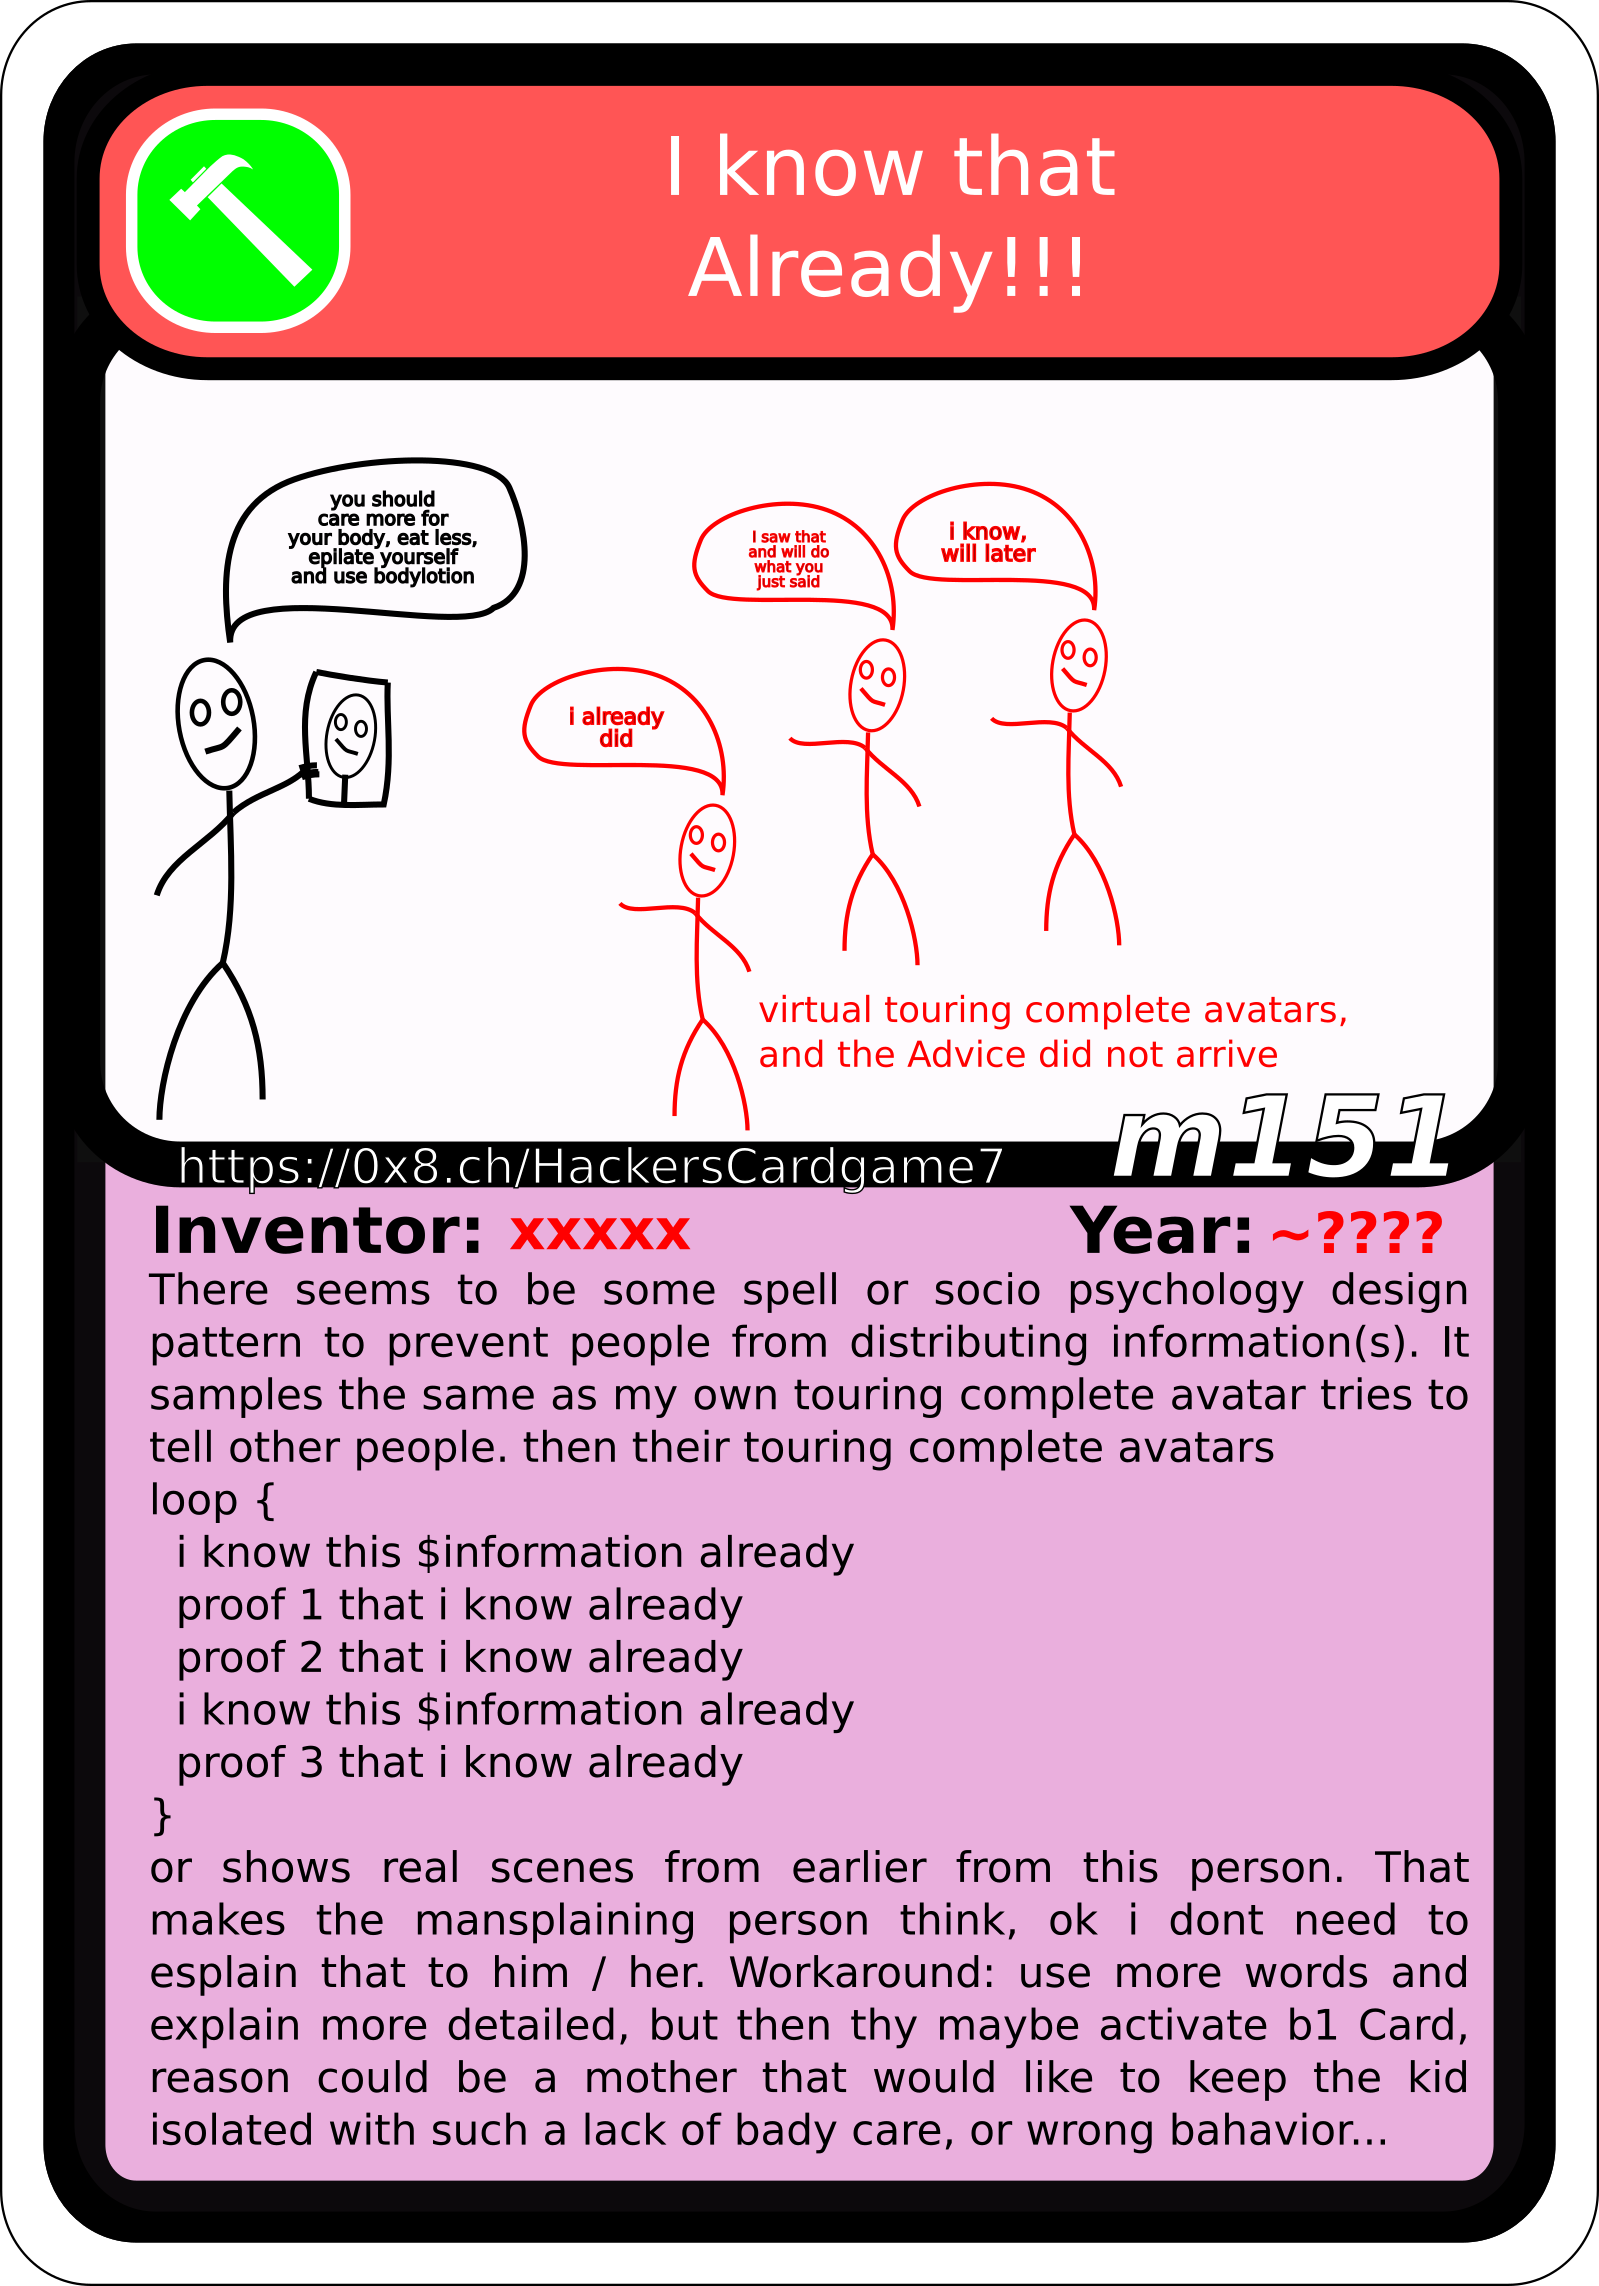 I know that
Already!!!
you should
care more for
your body, eat less,
epilate yourself
and use bodylotion
I saw that
and will do
what you
just said
i know,
will later
i already
did
virtual touring complete avatars,
and the Advice did not arrive
m151
https://0x8.ch/HackersCardgame7
Inventor: xxxxx Year: ~????
There seems to be some spell or socio psychology design
pattern to prevent people from distributing information(s). It
samples the same as my own touring complete avatar tries to
tell other people. then their touring complete avatars
loop {
i know this $information already
proof 1 that i know already
proof 2 that i know already
i know this $information already
proof 3 that i know already
}
or shows real scenes from earlier from this person. That
makes the mansplaining person think, ok i dont need to
esplain that to him / her. Workaround: use more words and
explain more detailed, but then thy maybe activate b1 Card,
reason could be a mother that would like to keep the kid
isolated with such a lack of bady care, or wrong bahavior...